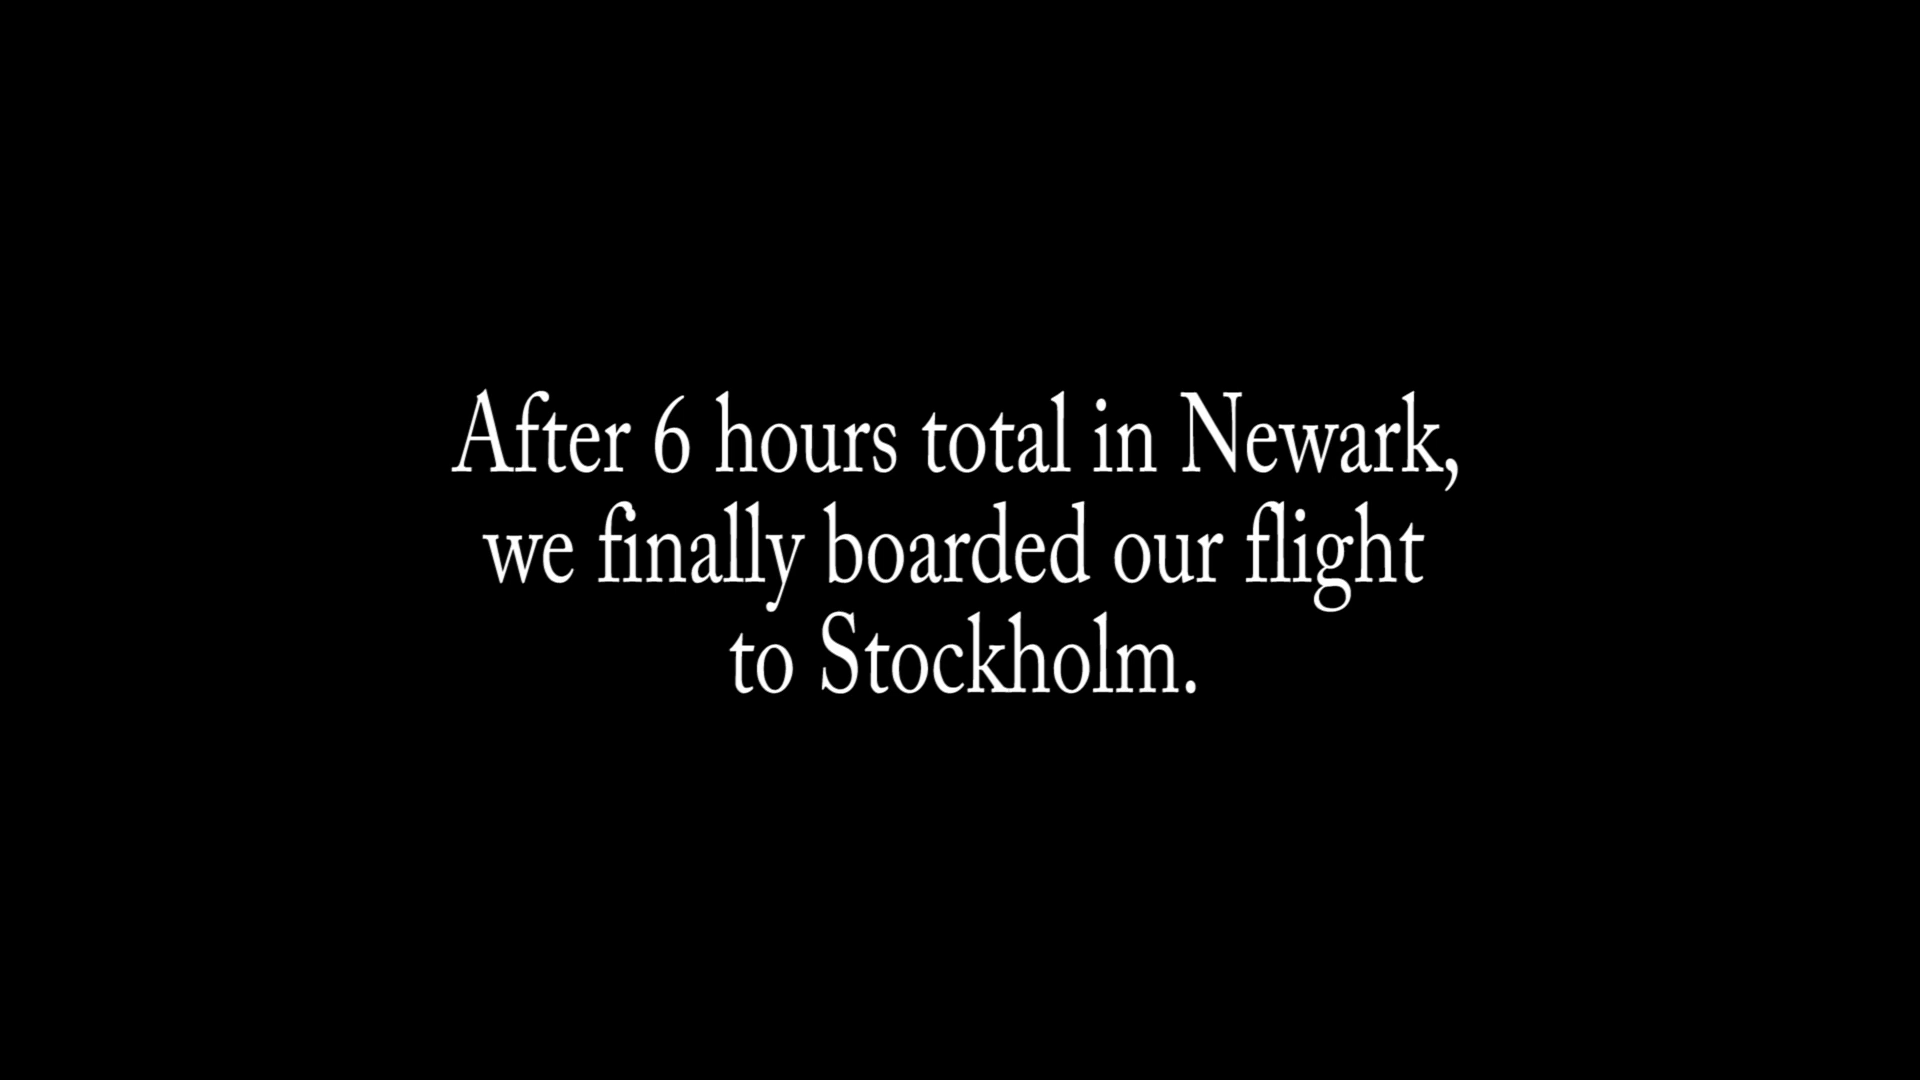 After 6 hours total in Newark,
we finally boarded our flight
to Stockholm.